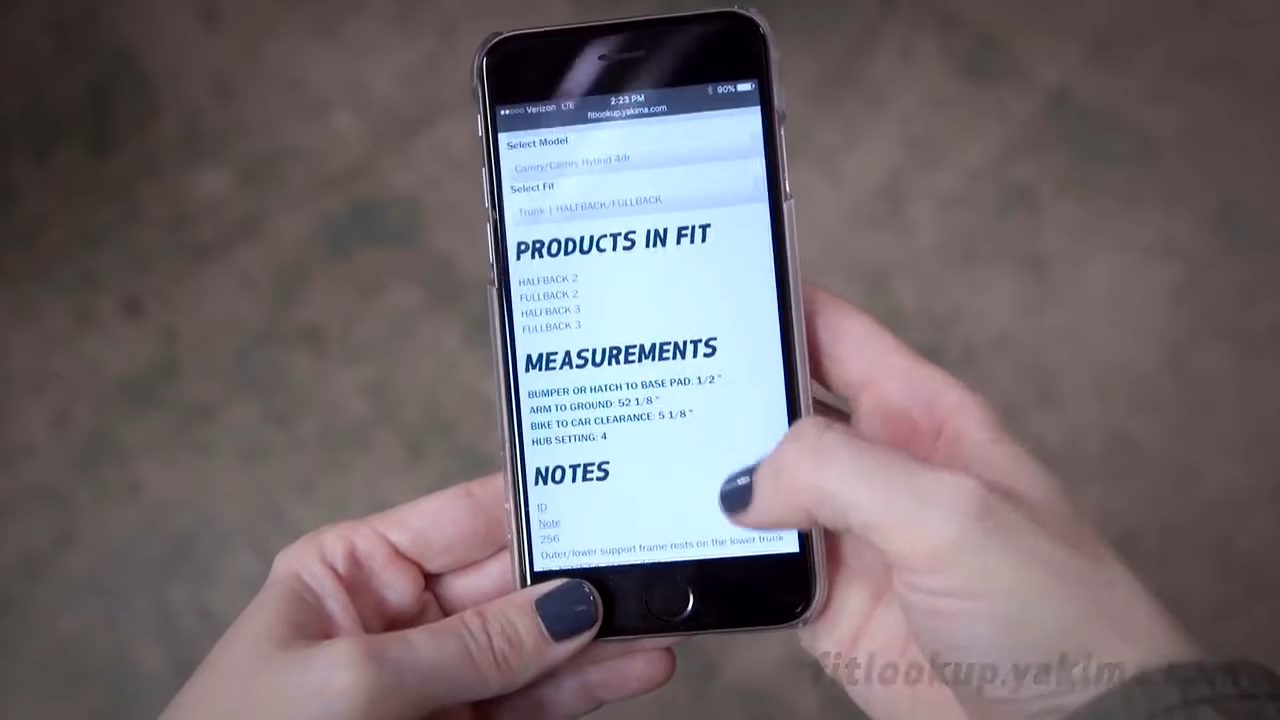 Verizon LTE 2:23 PM 90%
fitlookup.yakima.com
Select Model
Camry/Camry Hybrid 4dr
Select Fit
Trunk | HALFBACK/FULLBACK
PRODUCTS IN FIT
HALFBACK 2
FULLBACK 2
HALFBACK 3
FULLBACK 3
MEASUREMENTS
BUMPER OR HATCH TO BASE PAD: 1/2 "
ARM TO GROUND: 52 1/8 "
BIKE TO CAR CLEARANCE: 5 1/8 "
HUB SETTING: 4
NOTES
ID
Note
256
Outer/lower support frame rests on the lower trunk
fitlookup.yakima.com